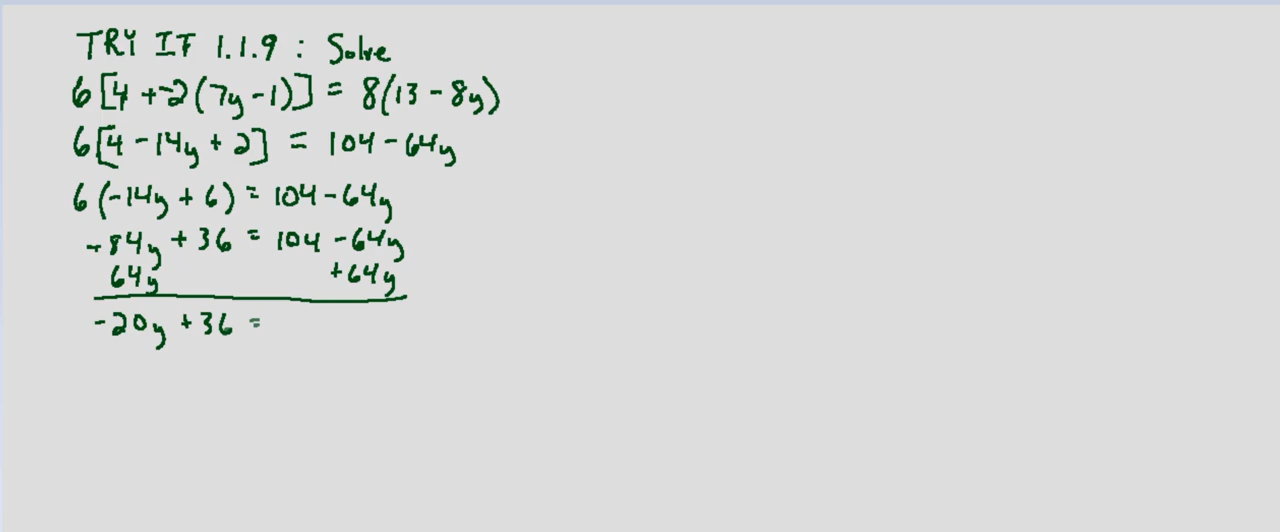 TRY IT 1.1.9 : Solve
6[4 + -2(7y - 1)] = 8(13 - 8y)
6[4 - 14y + 2] = 104 - 64y
6(-14y + 6) = 104 - 64y
-84y + 36 = 104 - 64y
64y +64y
-20y + 36 =